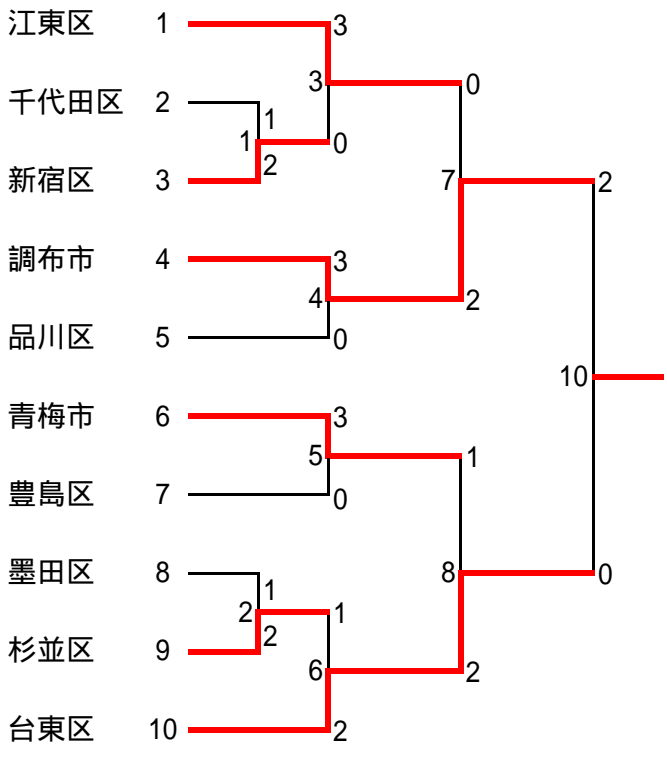 江東区 1 3
3 0
千代田区 2 1
1 0
新宿区 3 2
7 2
調布市 4 3
4 2
品川区 5 0
10
青梅市 6 3
5 1
豊島区 7 0
墨田区 8 1
8 0
2 1
杉並区 9 2
6 2
台東区 10 2